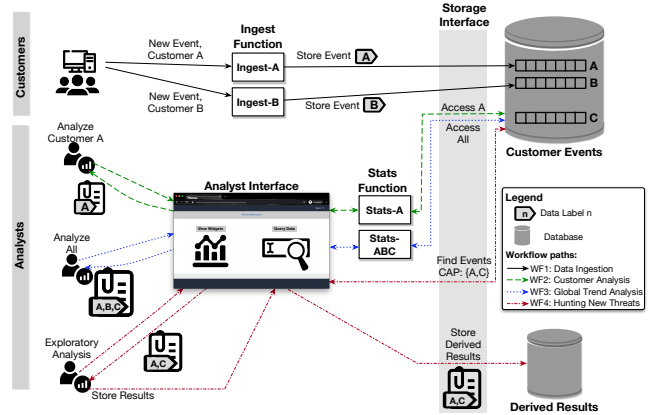 Customers
Analysts
New Event,
Customer A
New Event,
Customer B
Ingest
Function
Ingest-A
Ingest-B
Store Event
A
Store Event
B
Storage
Interface
A
B
C
Customer Events
Access A
Access
All
Analyze
Customer A
A
Analyze
All
A,B,C
Exploratory
Analysis
A,C
Store Results
Analyst Interface
View Widgets
Query Data
Stats
Function
Stats-A
Stats-
ABC
Find Events
CAP: {A,C}
Store
Derived
Results
A,C
Derived Results
Legend
n
Data Label n
Database
Workflow paths:
WF1: Data Ingestion
WF2: Customer Analysis
WF3: Global Trend Analysis
WF4: Hunting New Threats